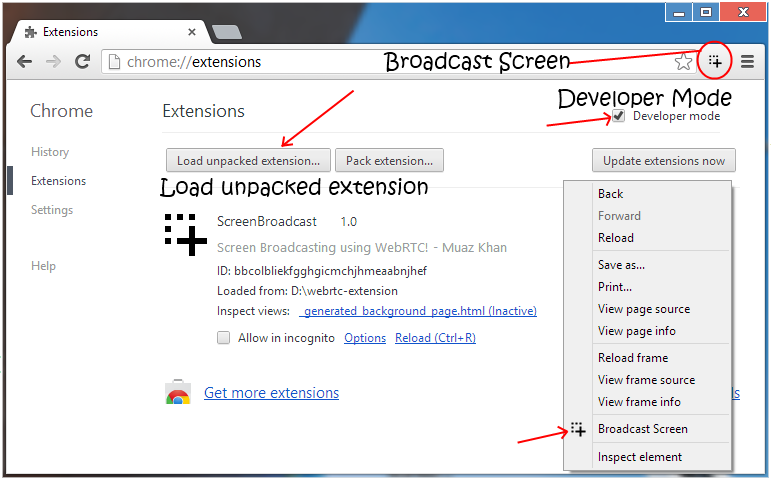 Extensions
chrome://extensions
Broadcast Screen
Chrome
Extensions
Developer Mode
Developer mode
History
Extensions
Settings
Help
Load unpacked extension...
Pack extension...
Update extensions now
Load unpacked extension
ScreenBroadcast 1.0
Screen Broadcasting using WebRTC! - Muaz Khan
ID: bbcolbliekfgghgicmchjhmeaabnjhef
Loaded from: D:\webrtc-extension
Inspect views: _generated_background_page.html (Inactive)
Allow in incognito Options Reload (Ctrl+R)
Get more extensions
Back
Forward
Reload
Save as...
Print...
View page source
View page info
Reload frame
View frame source
View frame info
Broadcast Screen
Inspect element